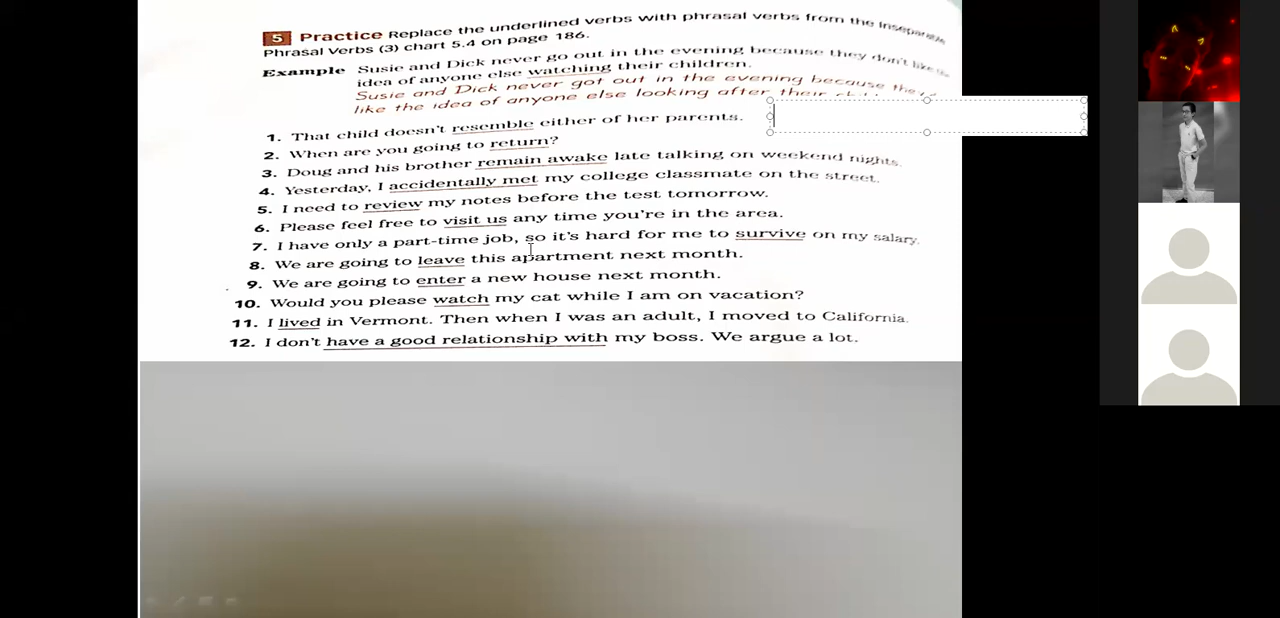 5 Practice Replace the underlined verbs with phrasal verbs from the Inseparable
Phrasal Verbs (3) chart 5.4 on page 186.
Example Susie and Dick never go out in the evening because they don't like the
idea of anyone else watching their children.
Susie and Dick never got out in the evening because
like the idea of anyone else looking after their
1. That child doesn't resemble either of her parents.
2. When are you going to return?
3. Doug and his brother remain awake late talking on weekend nights.
4. Yesterday, I accidentally met my college classmate on the street.
5. I need to review my notes before the test tomorrow.
6. Please feel free to visit us any time you're in the area.
7. I have only a part-time job, so it's hard for me to survive on my salary.
8. We are going to leave this apartment next month.
9. We are going to enter a new house next month.
10. Would you please watch my cat while I am on vacation?
11. I lived in Vermont. Then when I was an adult, I moved to California.
12. I don't have a good relationship with my boss. We argue a lot.